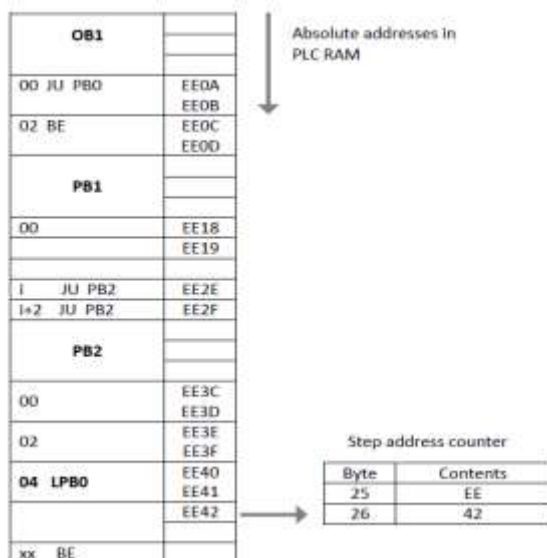 OB1
Absolute addresses in
PLC RAM
00 JU PB0 EE0A
EE0B
02 BE EE0C
EE0D
PB1
00 EE18
EE19
i JU PB2 EE2E
i+2 JU PB2 EE2F
PB2
00 EE3C
EE3D
02 EE3E
EE3F
Step address counter
04 LPB0 EE40
EE41
Byte Contents
25 EE
EE42
26 42
xx BE